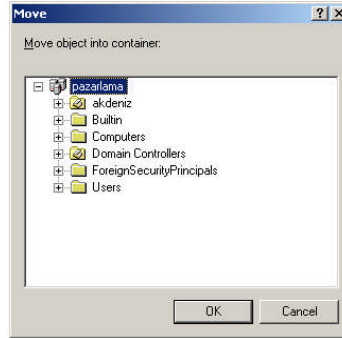 Move
Move object into container:
pazarlama
akdeniz
Builtin
Computers
Domain Controllers
ForeignSecurityPrincipals
Users
OK
Cancel